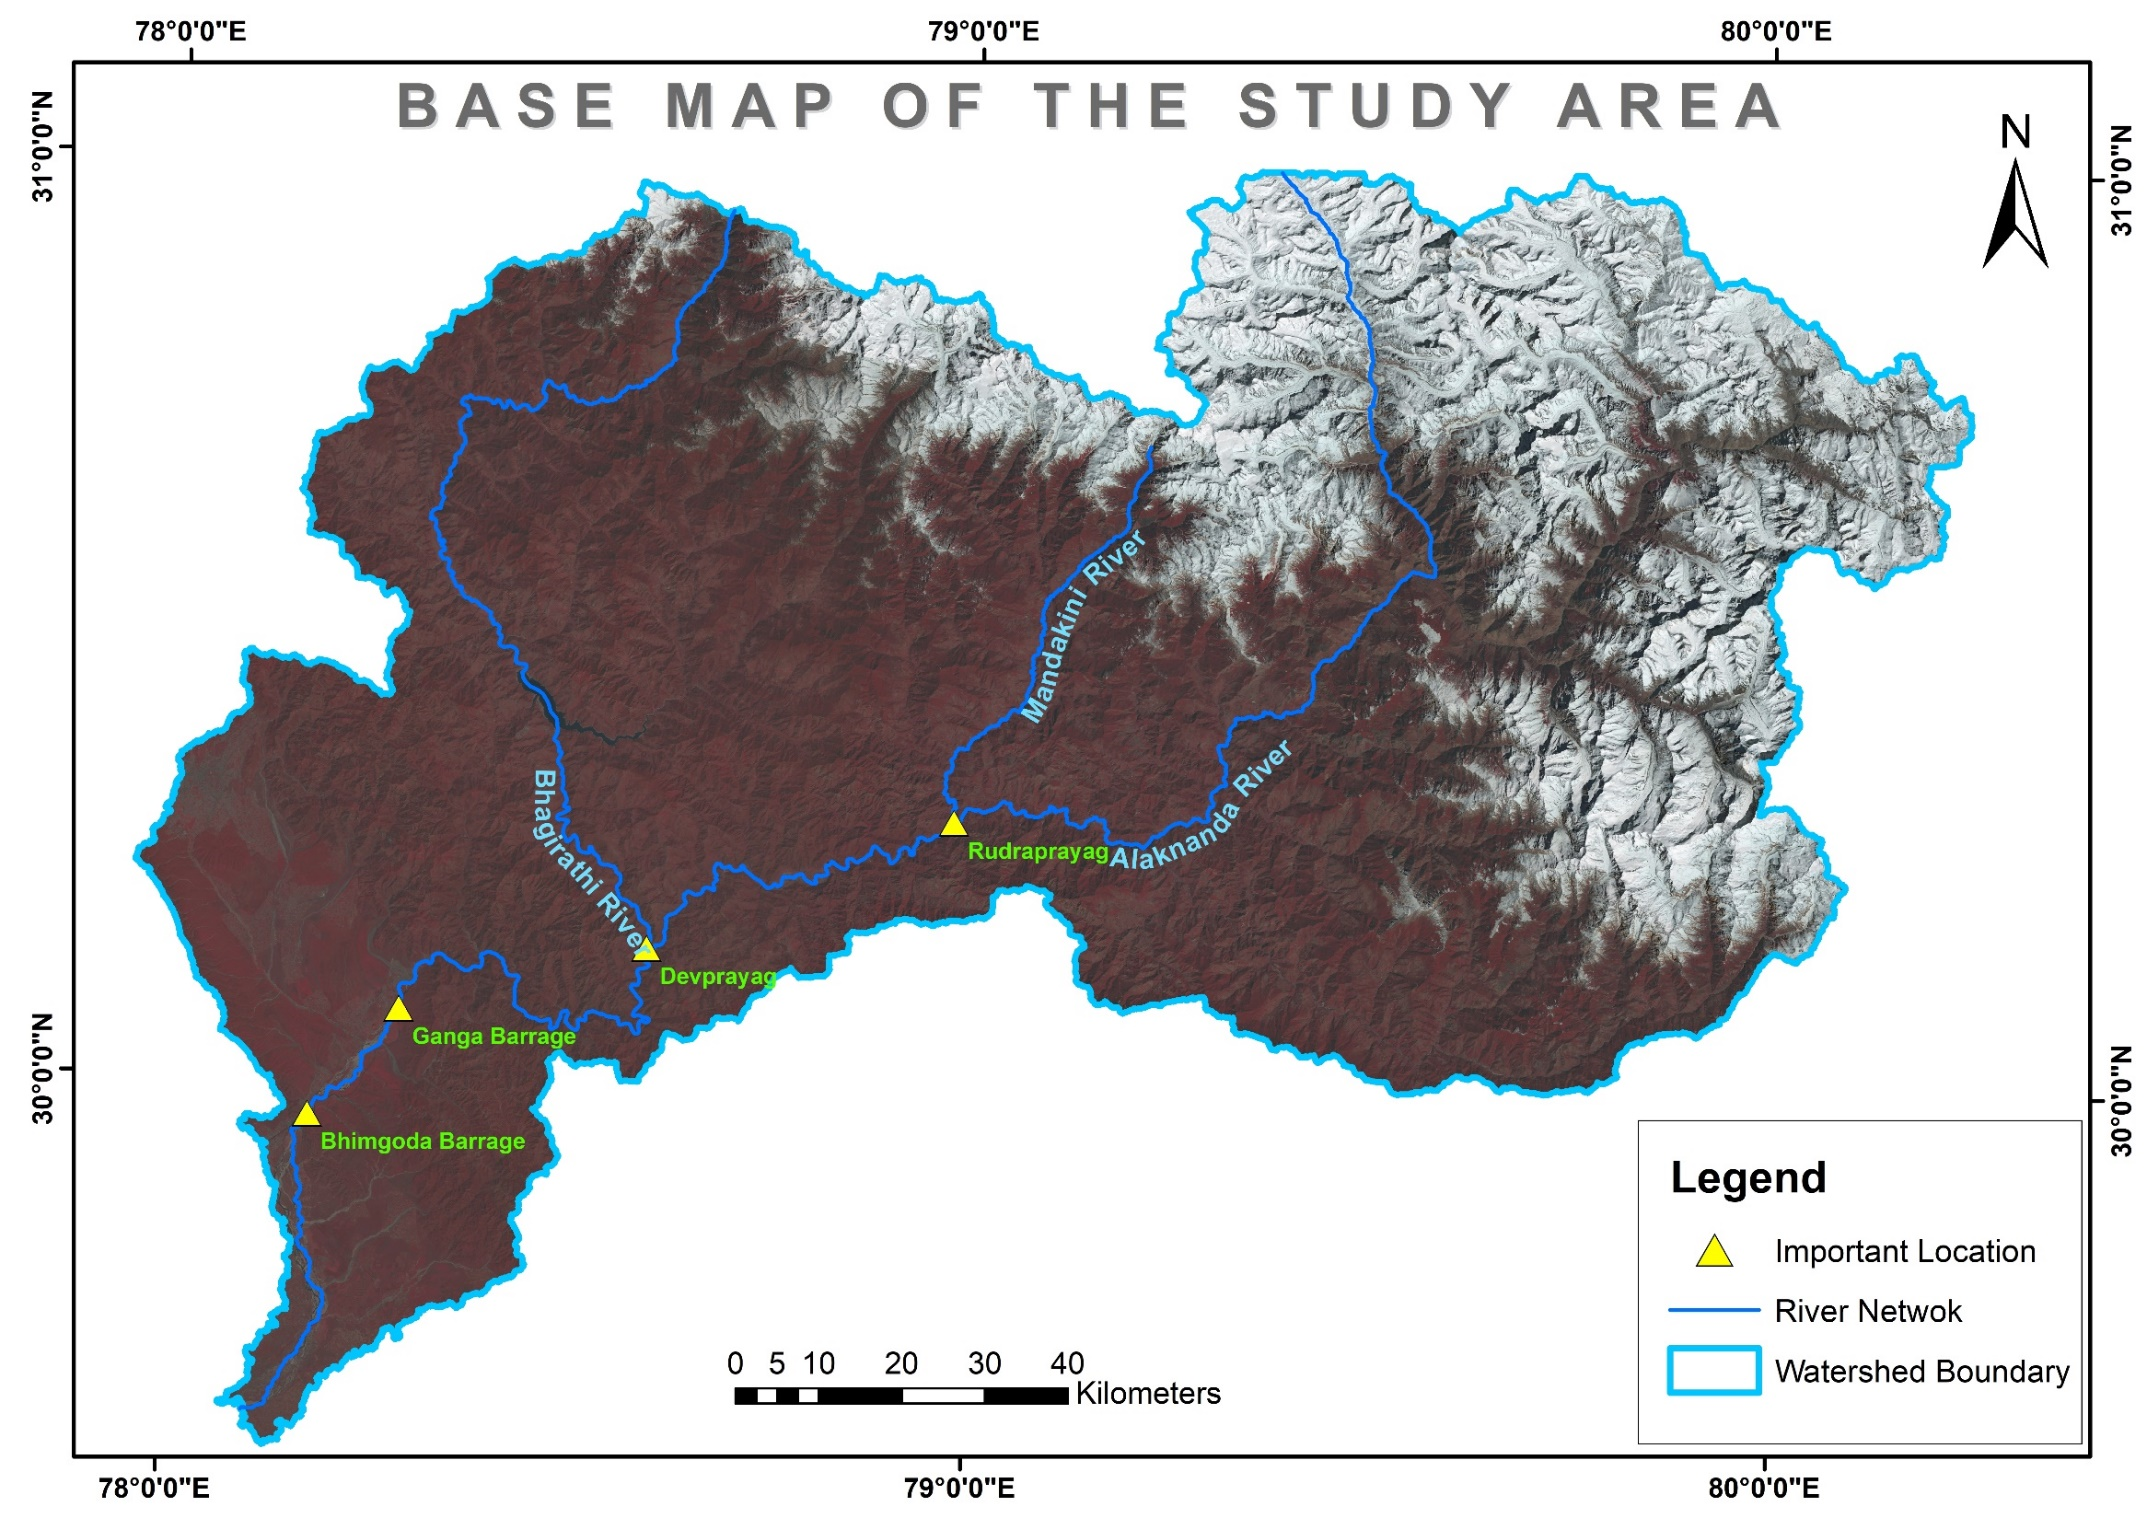 78°0'0"E 79°0'0"E 80°0'0"E
BASE MAP OF THE STUDY AREA
31°0'0"N
31°0'0"N
N
Mandakini River
Bhagirathi River
Alaknanda River
Rudraprayag
Devprayag
Ganga Barrage
Bhimgoda Barrage
30°0'0"N
30°0'0"N
Legend
Important Location
River Netwok
Watershed Boundary
0 5 10 20 30 40
Kilometers
78°0'0"E 79°0'0"E 80°0'0"E